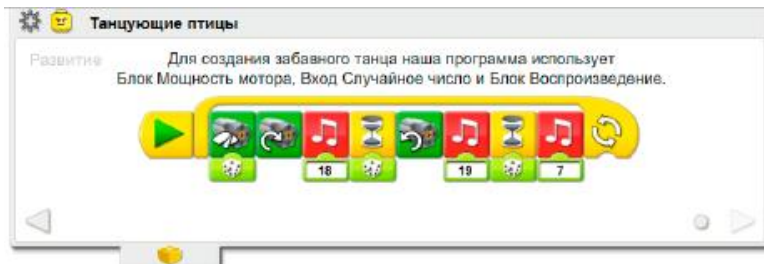 Танцующие птицы
Развитие
Для создания забавного танца наша программа использует
Блок Мощность мотора, Вход Случайное число и Блок Воспроизведение.
18
19
7